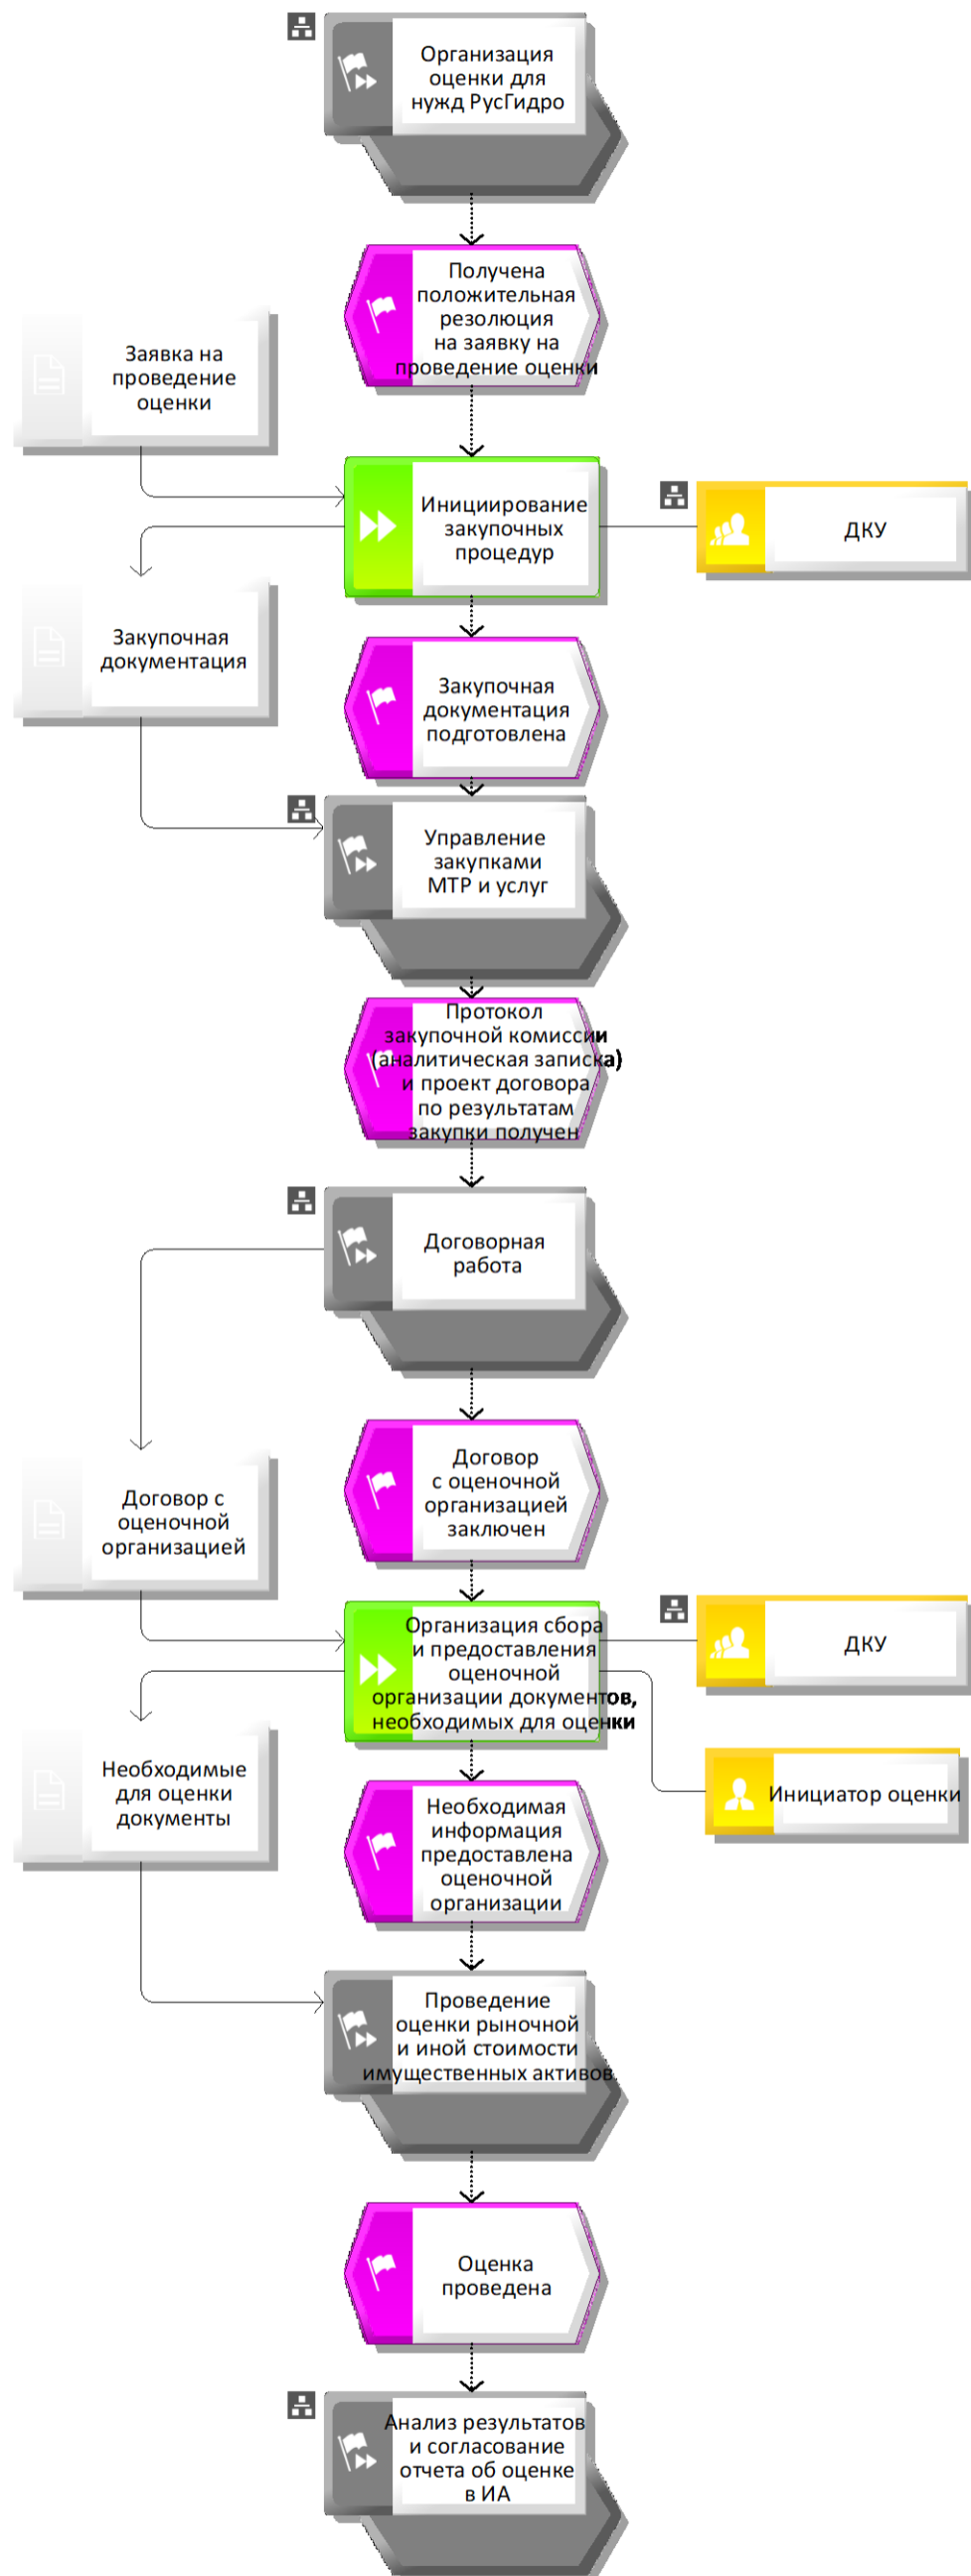 Организация
оценки для
нужд РусГидро
Получена
положительная
резолюция
на заявку на
проведение оценки
Заявка на
проведение
оценки
Инициирование
закупочных
процедур
ДКУ
Закупочная
документация
Закупочная
документация
подготовлена
Управление
закупками
МТР и услуг
Протокол
закупочной комиссии
(аналитическая записка)
и проект договора
по результатам
закупки получен
Договорная
работа
Договор
с оценочной
организацией
заключен
Договор с
оценочной
организацией
Организация сбора
и предоставления
оценочной
организации документов,
необходимых для оценки
ДКУ
Инициатор оценки
Необходимые
для оценки
документы
Необходимая
информация
предоставлена
оценочной
организации
Проведение
оценки рыночной
и иной стоимости
имущественных активов
Оценка
проведена
Анализ результатов
и согласование
отчета об оценке
в ИА